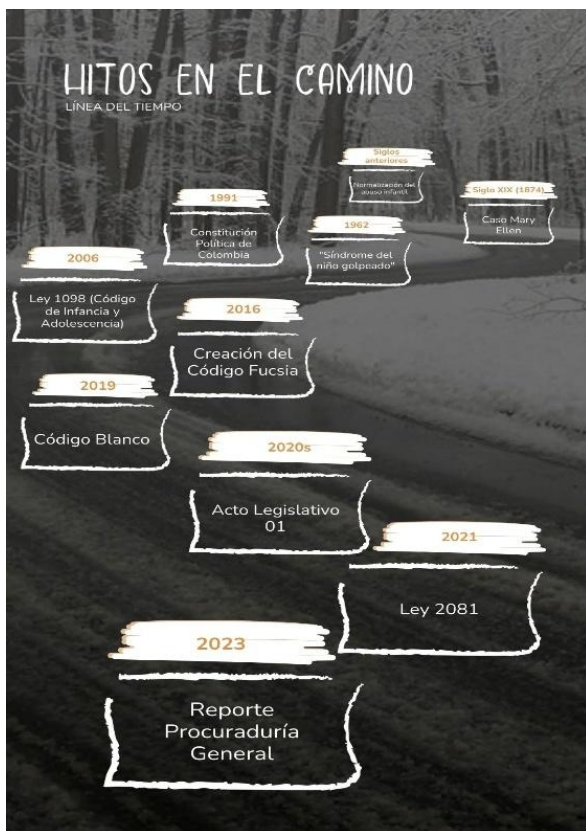 HITOS EN EL CAMINO
LÍNEA DEL TIEMPO
Siglos
anteriores
Normalización del
abuso infantil
Siglo XIX (1874)
Caso Mary
Ellen
1962
"Síndrome del
niño golpeado"
1991
Constitución
Política de
Colombia
2006
Ley 1098 (Código
de Infancia y
Adolescencia)
2016
Creación del
Código Fucsia
2019
Código Blanco
2020s
Acto Legislativo
01
2021
Ley 2081
2023
Reporte
Procuraduría
General